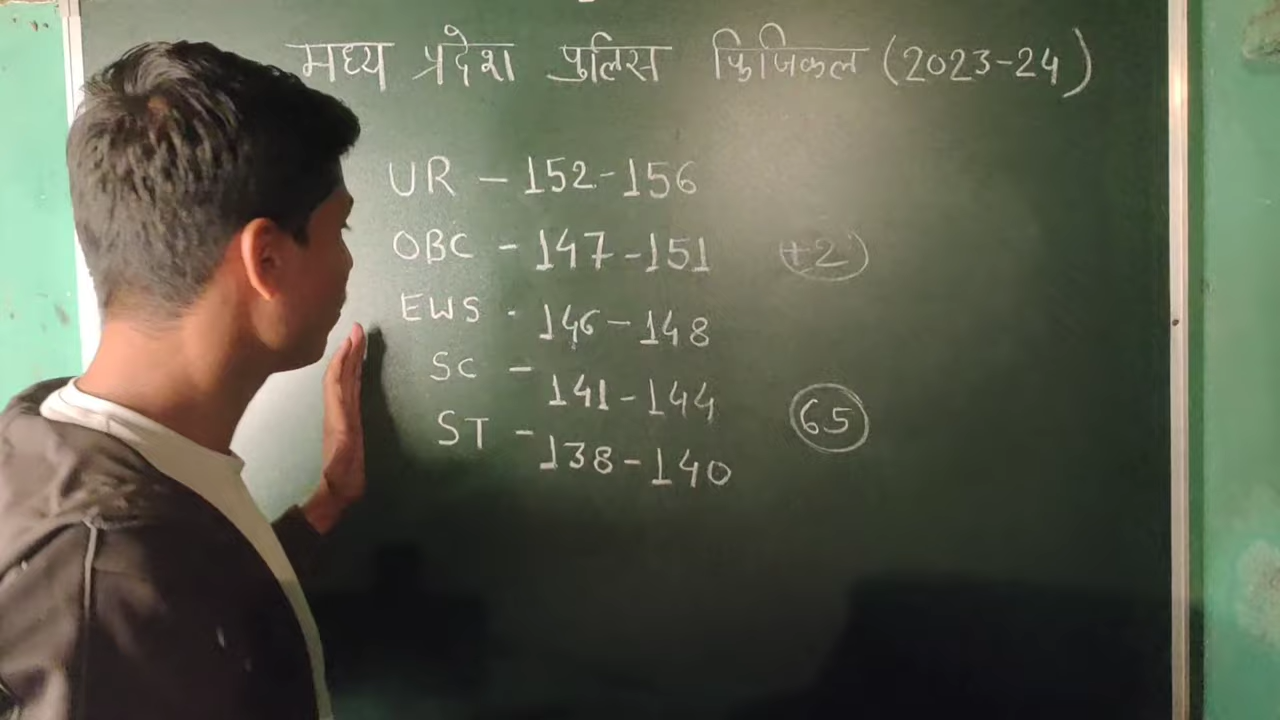 मध्य प्रदेश पुलिस फिजिकल (2023-24)
UR - 152-156
OBC - 147-151 +2
EWS - 146-148
SC - 141-144 65
ST - 138-140